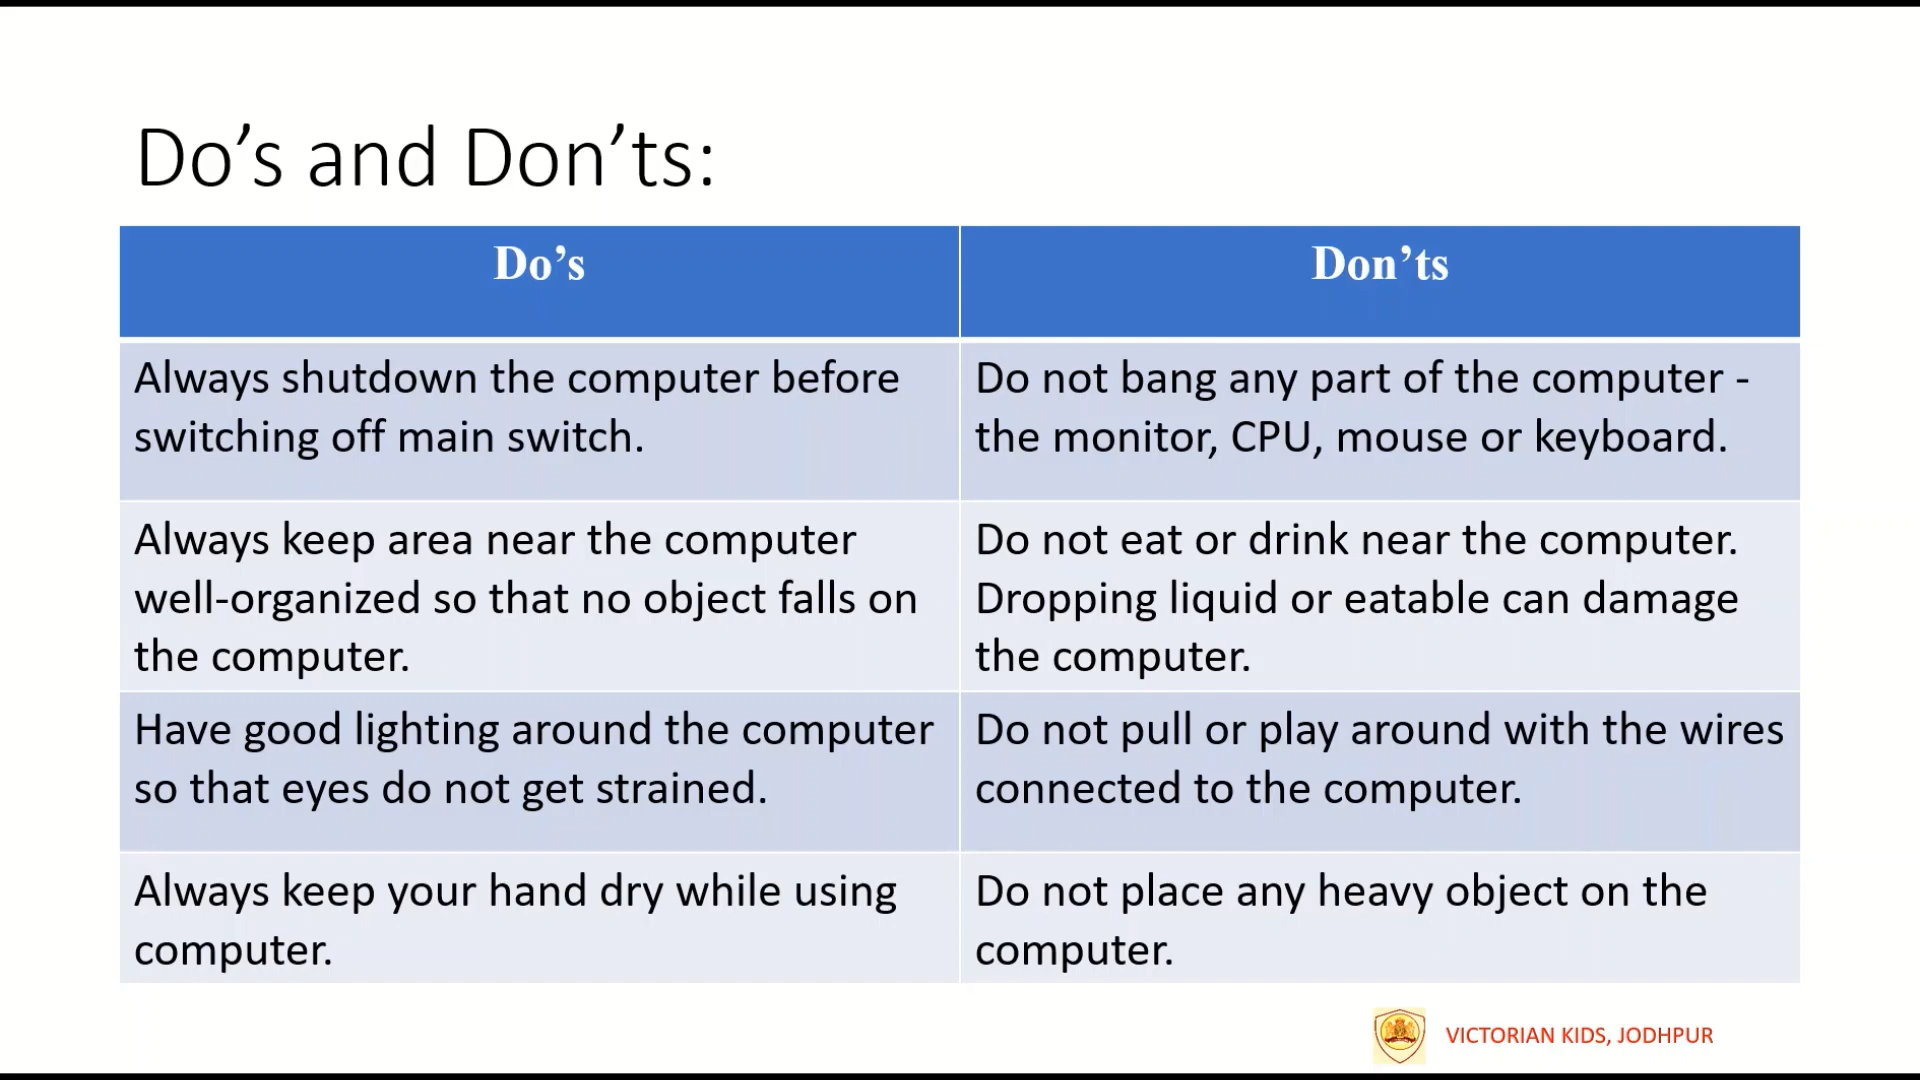 Do’s and Don’ts:
Do’s
Don’ts
Always shutdown the computer before
switching off main switch.
Do not bang any part of the computer -
the monitor, CPU, mouse or keyboard.
Always keep area near the computer
well-organized so that no object falls on
the computer.
Do not eat or drink near the computer.
Dropping liquid or eatable can damage
the computer.
Have good lighting around the computer
so that eyes do not get strained.
Do not pull or play around with the wires
connected to the computer.
Always keep your hand dry while using
computer.
Do not place any heavy object on the
computer.
VICTORIAN KIDS, JODHPUR